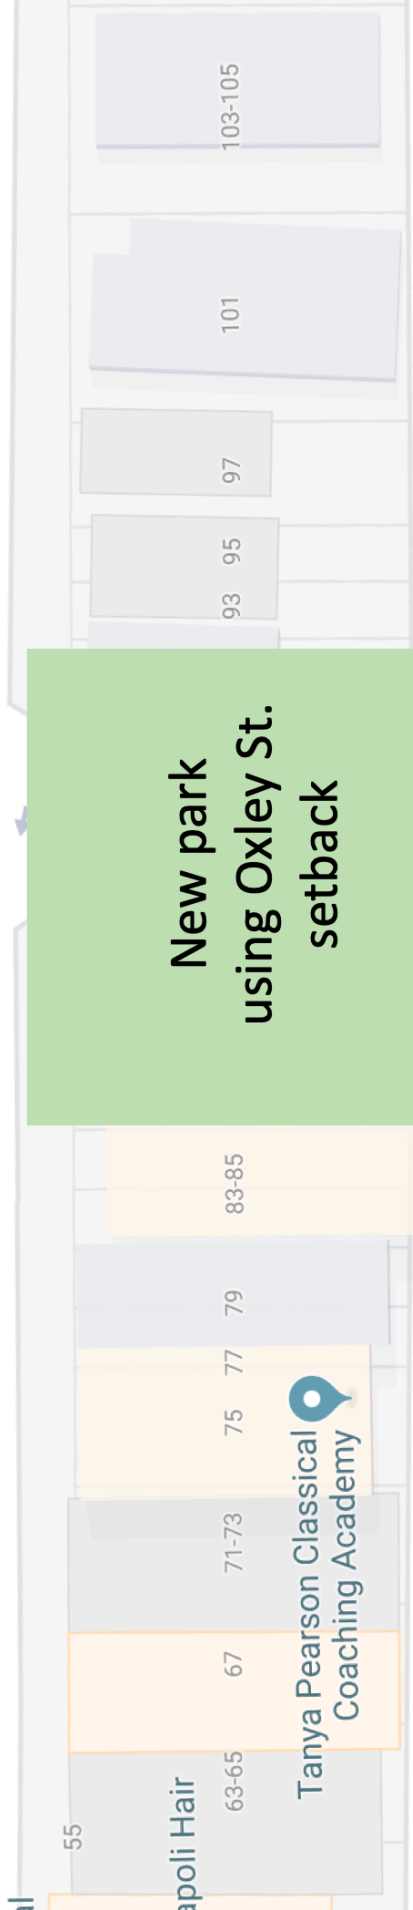 103-105
101
97
95
93
New park
using Oxley St.
setback
83-85
79
77
75
Tanya Pearson Classical
Coaching Academy
71-73
67
63-65
55
apoli Hair
al